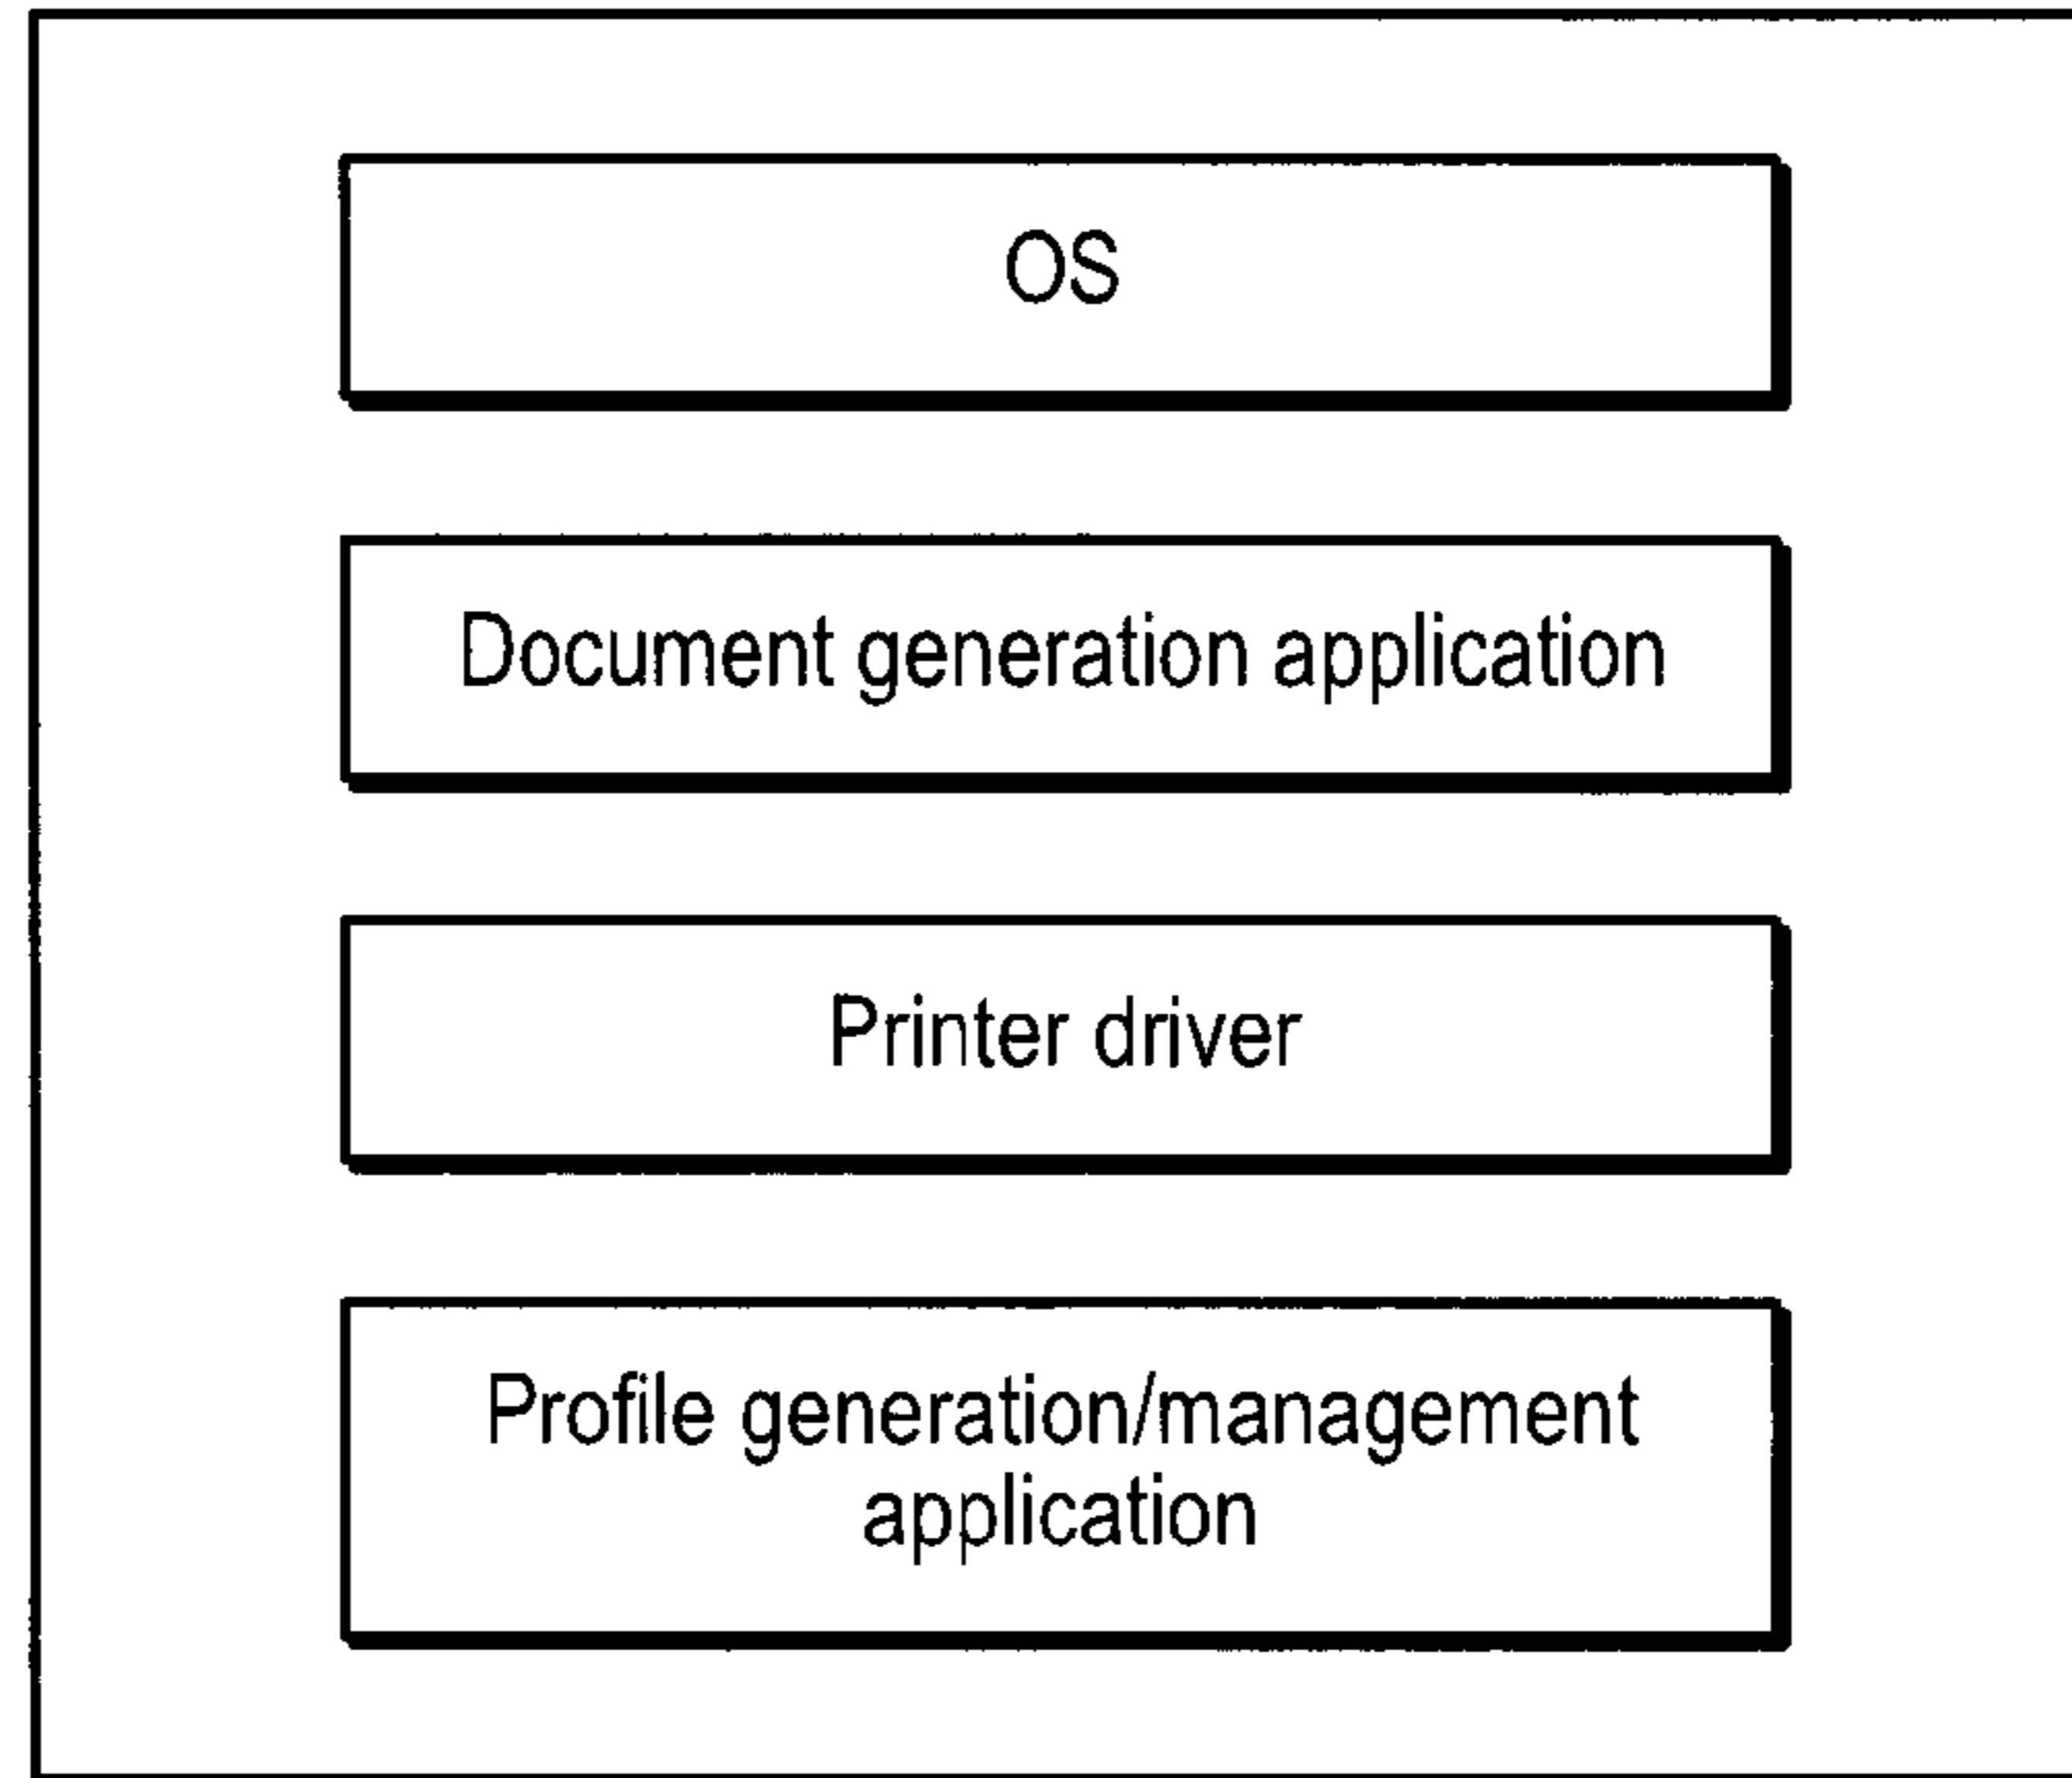 OS
Document generation application
Printer driver
Profile generation/management
application